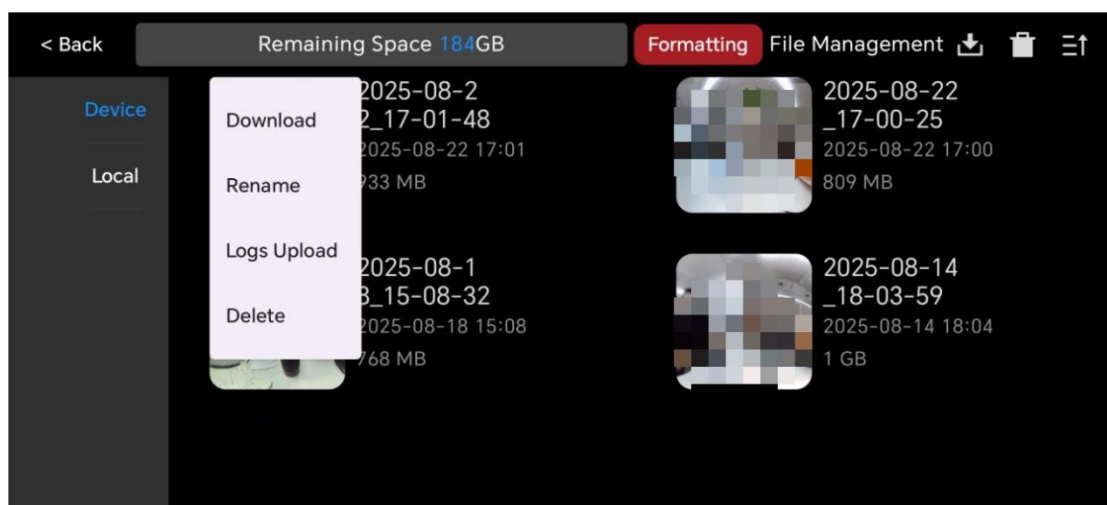 < Back
Remaining Space 184GB
Formatting
File Management
Device
Local
Download
Rename
Logs Upload
Delete
2025-08-2
2_17-01-48
2025-08-22 17:01
933 MB
2025-08-22
_17-00-25
2025-08-22 17:00
809 MB
2025-08-1
8_15-08-32
2025-08-18 15:08
768 MB
2025-08-14
_18-03-59
2025-08-14 18:04
1 GB